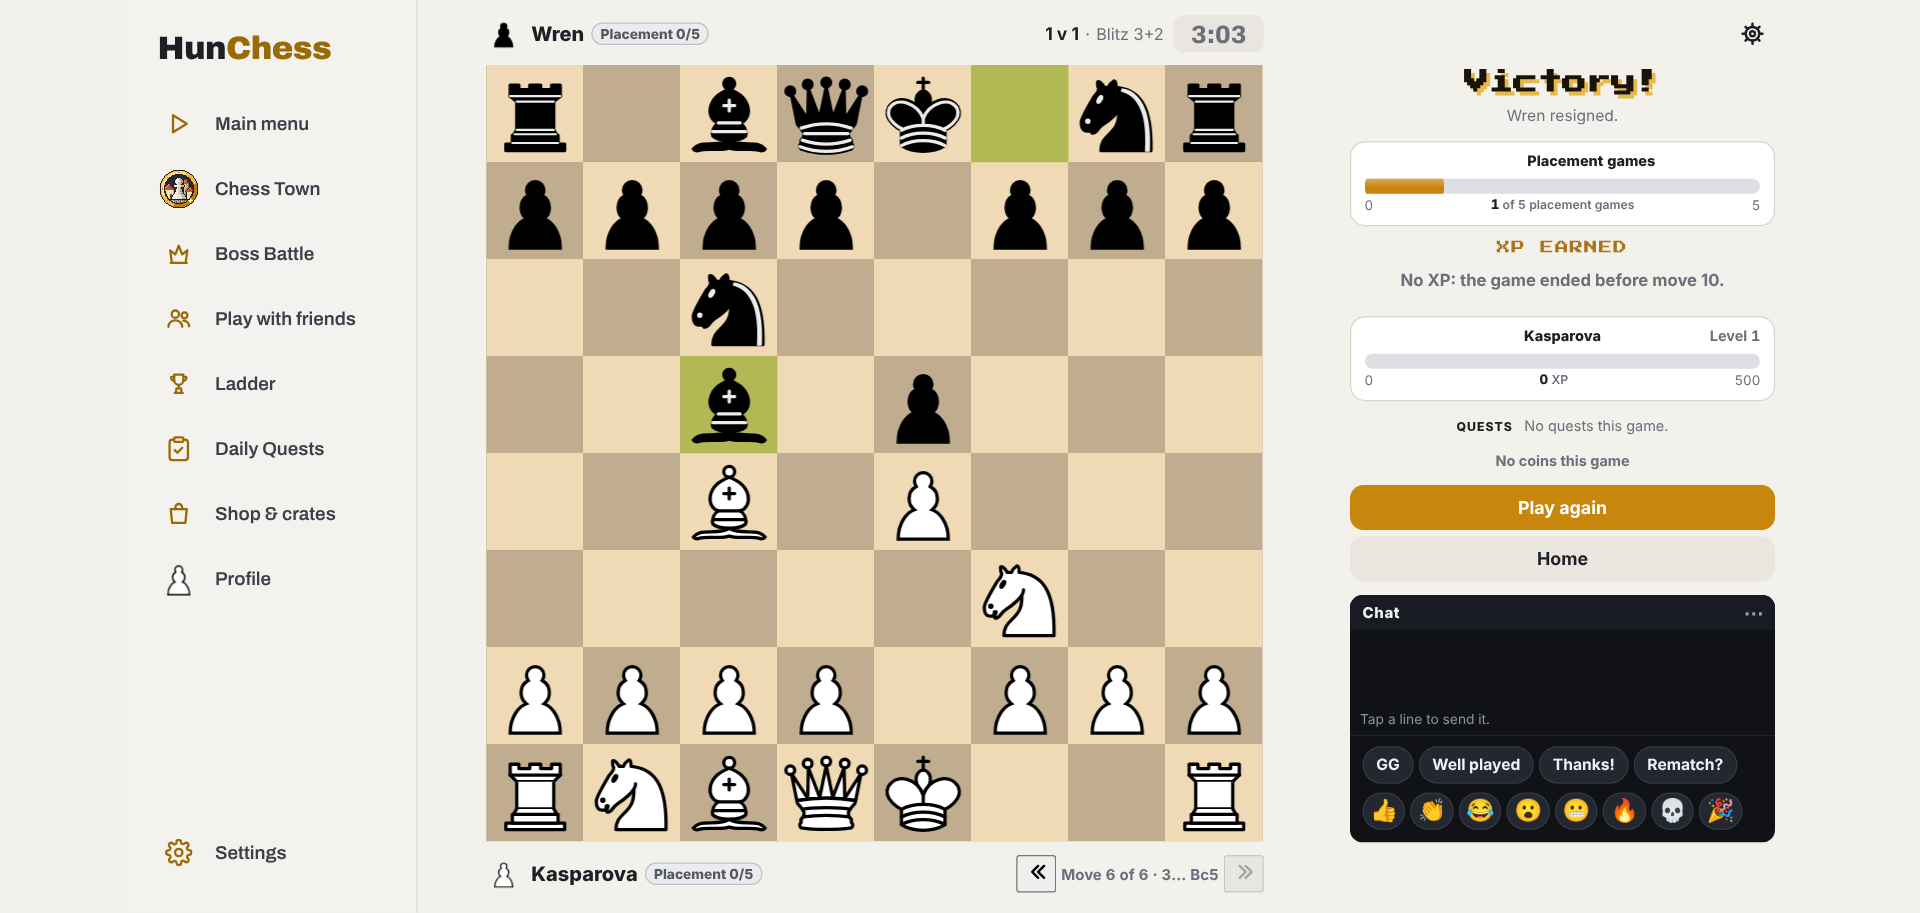 HunChess
Main menu
Chess Town
Boss Battle
Play with friends
Ladder
Daily Quests
Shop & crates
Profile
Settings
Wren Placement 0/5
1 v 1 · Blitz 3+2 3:03
Kasparova Placement 0/5
Move 6 of 6 · 3... Bc5
Victory!
Wren resigned.
Placement games
0 1 of 5 placement games 5
XP EARNED
No XP: the game ended before move 10.
Kasparova Level 1
0 0 XP 500
QUESTS No quests this game.
No coins this game
Play again
Home
Chat
Tap a line to send it.
GG Well played Thanks! Rematch?